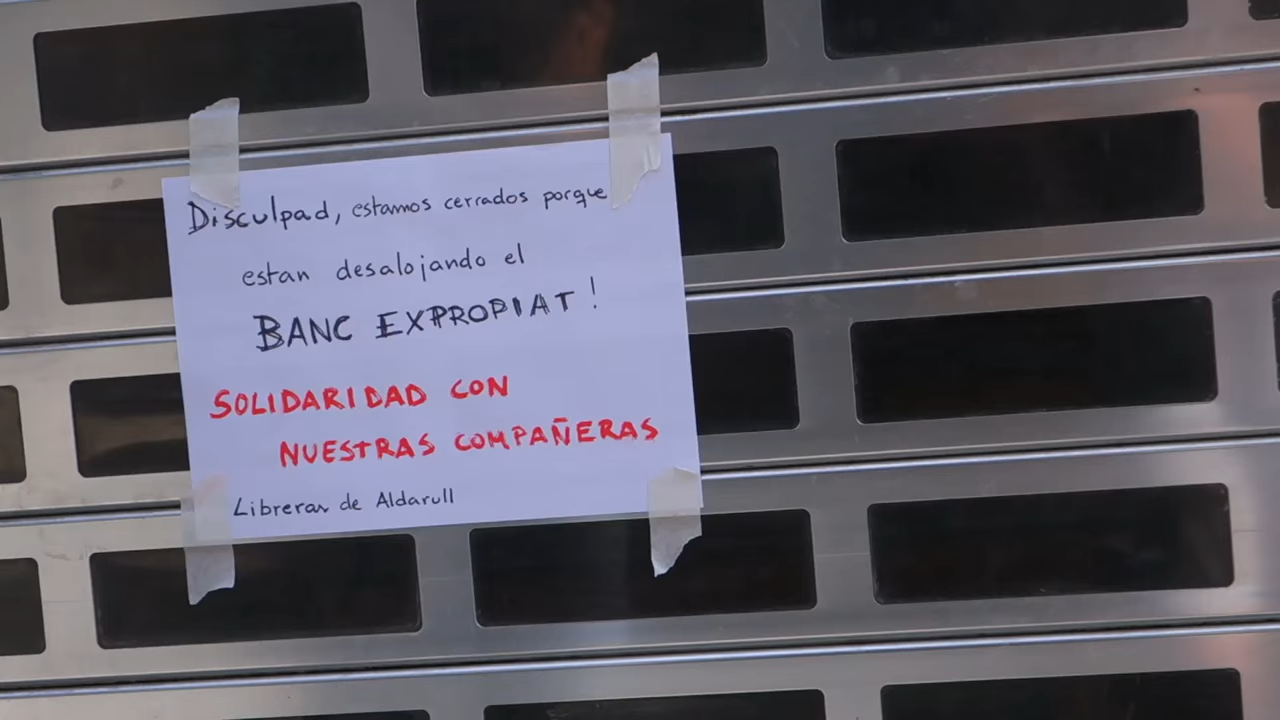 Disculpad, estamos cerrados porque
estan desalojando el
BANC EXPROPIAT!
SOLIDARIDAD CON
NUESTRAS COMPAÑERAS
Libreras de Aldarull